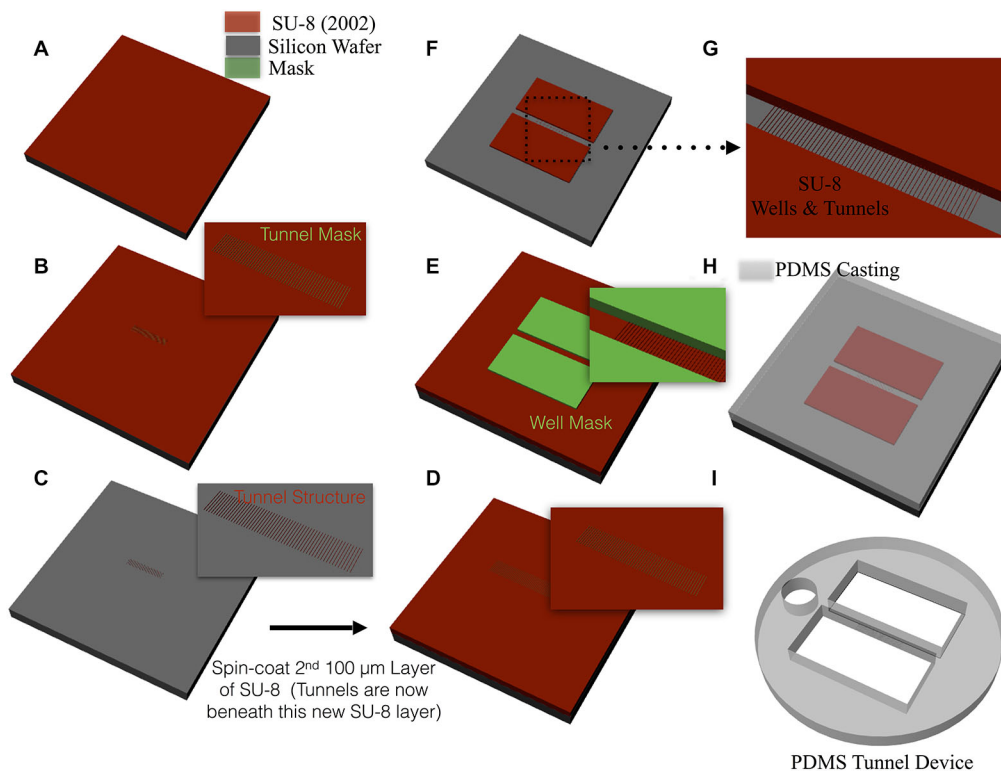 SU-8 (2002)
Silicon Wafer
Mask
A
F
G
SU-8
Wells & Tunnels
B
Tunnel Mask
E
Well Mask
H
PDMS Casting
C
Tunnel Structure
D
I
Spin-coat 2nd 100 µm Layer
of SU-8 (Tunnels are now
beneath this new SU-8 layer)
PDMS Tunnel Device